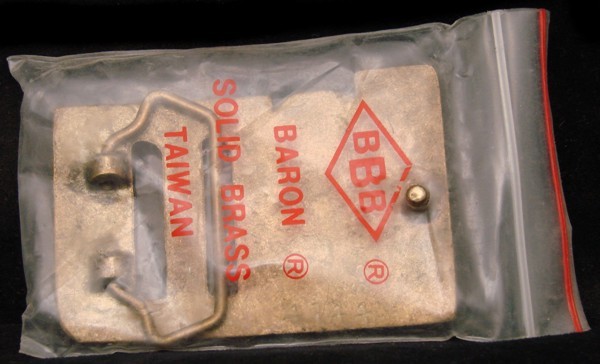 BBB ®
BARON ®
SOLID BRASS
TAIWAN